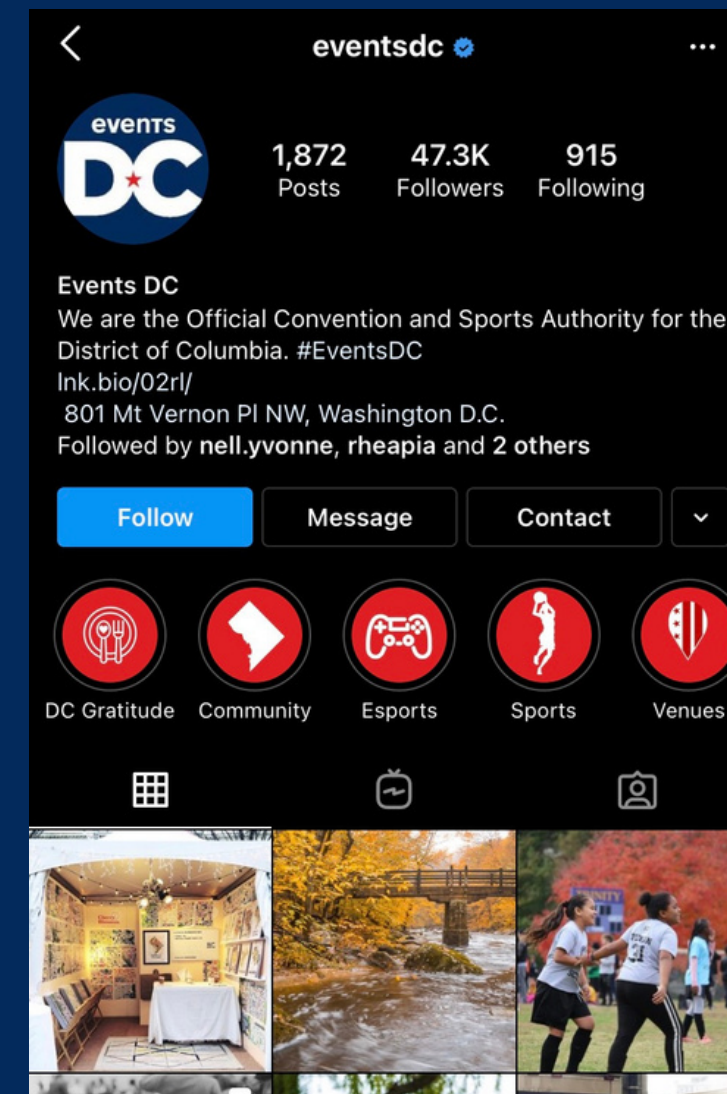 eventsdc
events
DC
1,872 47.3K 915
Posts Followers Following
Events DC
We are the Official Convention and Sports Authority for the
District of Columbia. #EventsDC
lnk.bio/02rl/
801 Mt Vernon Pl NW, Washington D.C.
Followed by nell.yvonne, rheapia and 2 others
Follow Message Contact
DC Gratitude Community Esports Sports Venues